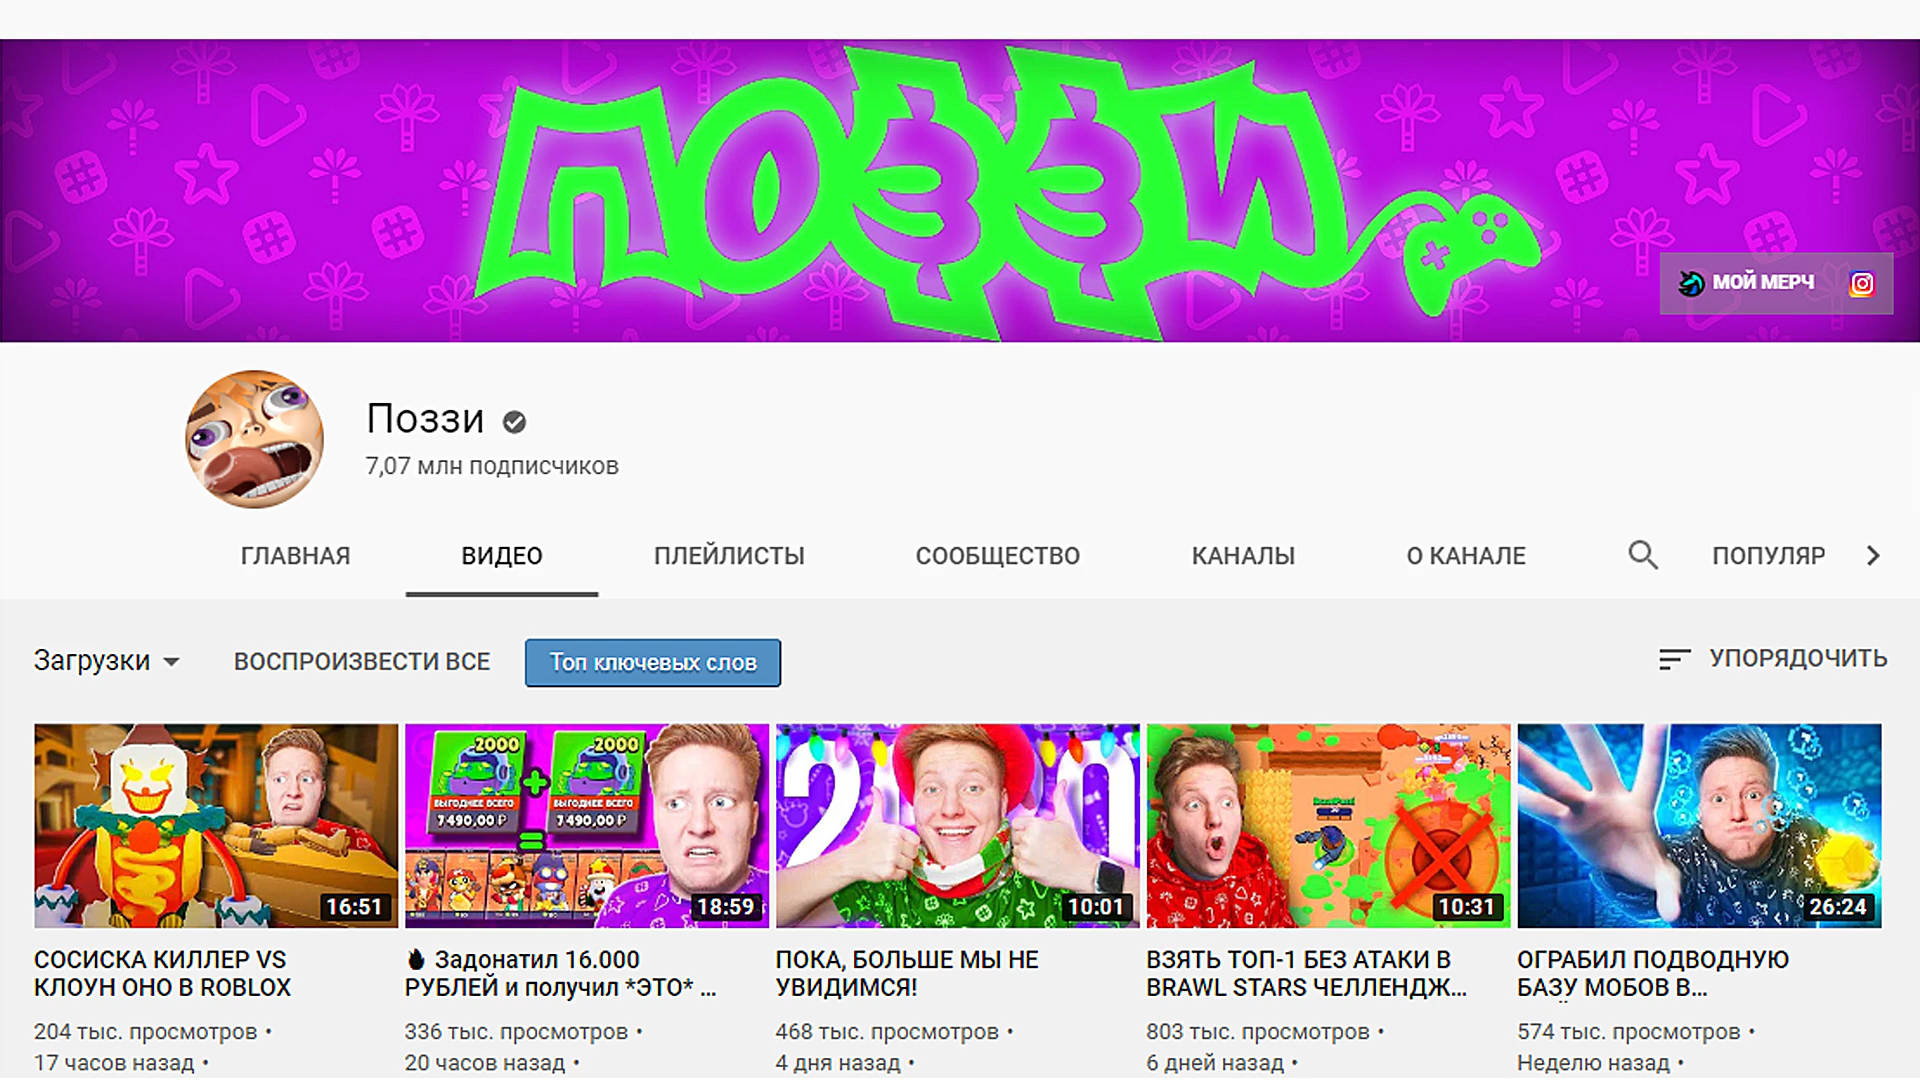 ПОЗЗИ
МОЙ МЕРЧ
Поззи
7,07 млн подписчиков
ГЛАВНАЯ ВИДЕО ПЛЕЙЛИСТЫ СООБЩЕСТВО КАНАЛЫ О КАНАЛЕ ПОПУЛЯР
Загрузки ВОСПРОИЗВЕСТИ ВСЕ Топ ключевых слов УПОРЯДОЧИТЬ
16:51
2000 + 2000
ВЫГОДНЕЕ ВСЕГО ВЫГОДНЕЕ ВСЕГО
7490,00 ₽ = 7490,00 ₽
18:59
10:01
10:31
26:24
СОСИСКА КИЛЛЕР VS
КЛОУН ОНО В ROBLOX
204 тыс. просмотров •
17 часов назад •
Задонатил 16.000
РУБЛЕЙ и получил *ЭТО* ...
336 тыс. просмотров •
20 часов назад •
ПОКА, БОЛЬШЕ МЫ НЕ
УВИДИМСЯ!
468 тыс. просмотров •
4 дня назад •
ВЗЯТЬ ТОП-1 БЕЗ АТАКИ В
BRAWL STARS ЧЕЛЛЕНДЖ...
803 тыс. просмотров •
6 дней назад •
ОГРАБИЛ ПОДВОДНУЮ
БАЗУ МОБОВ В...
574 тыс. просмотров •
Неделю назад •